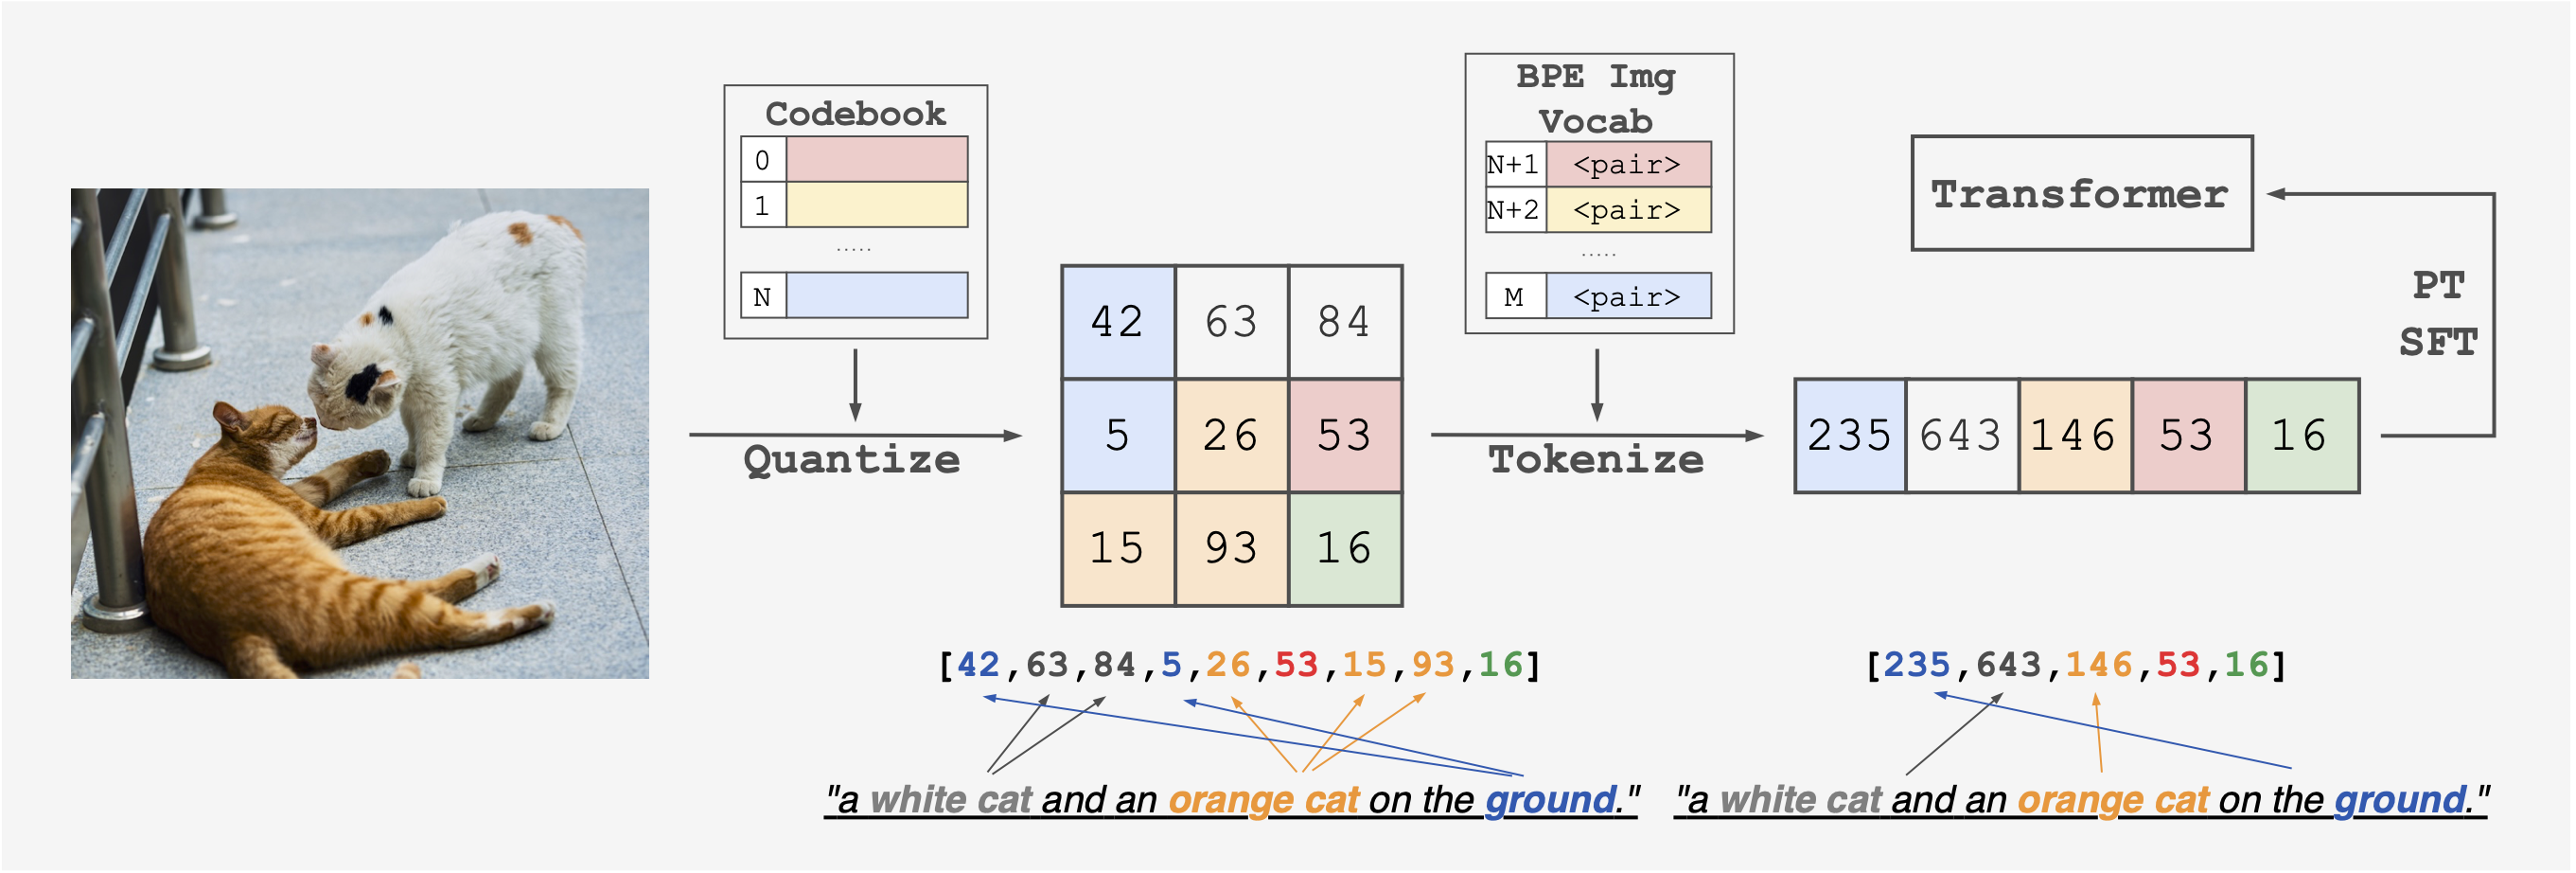 Codebook
0
1
.....
N
Quantize
42 63 84
5 26 53
15 93 16
BPE Img
Vocab
N+1 <pair>
N+2 <pair>
.....
M <pair>
Tokenize
Transformer
PT
SFT
235 643 146 53 16
[42,63,84,5,26,53,15,93,16]
"a white cat and an orange cat on the ground."
[235,643,146,53,16]
"a white cat and an orange cat on the ground."